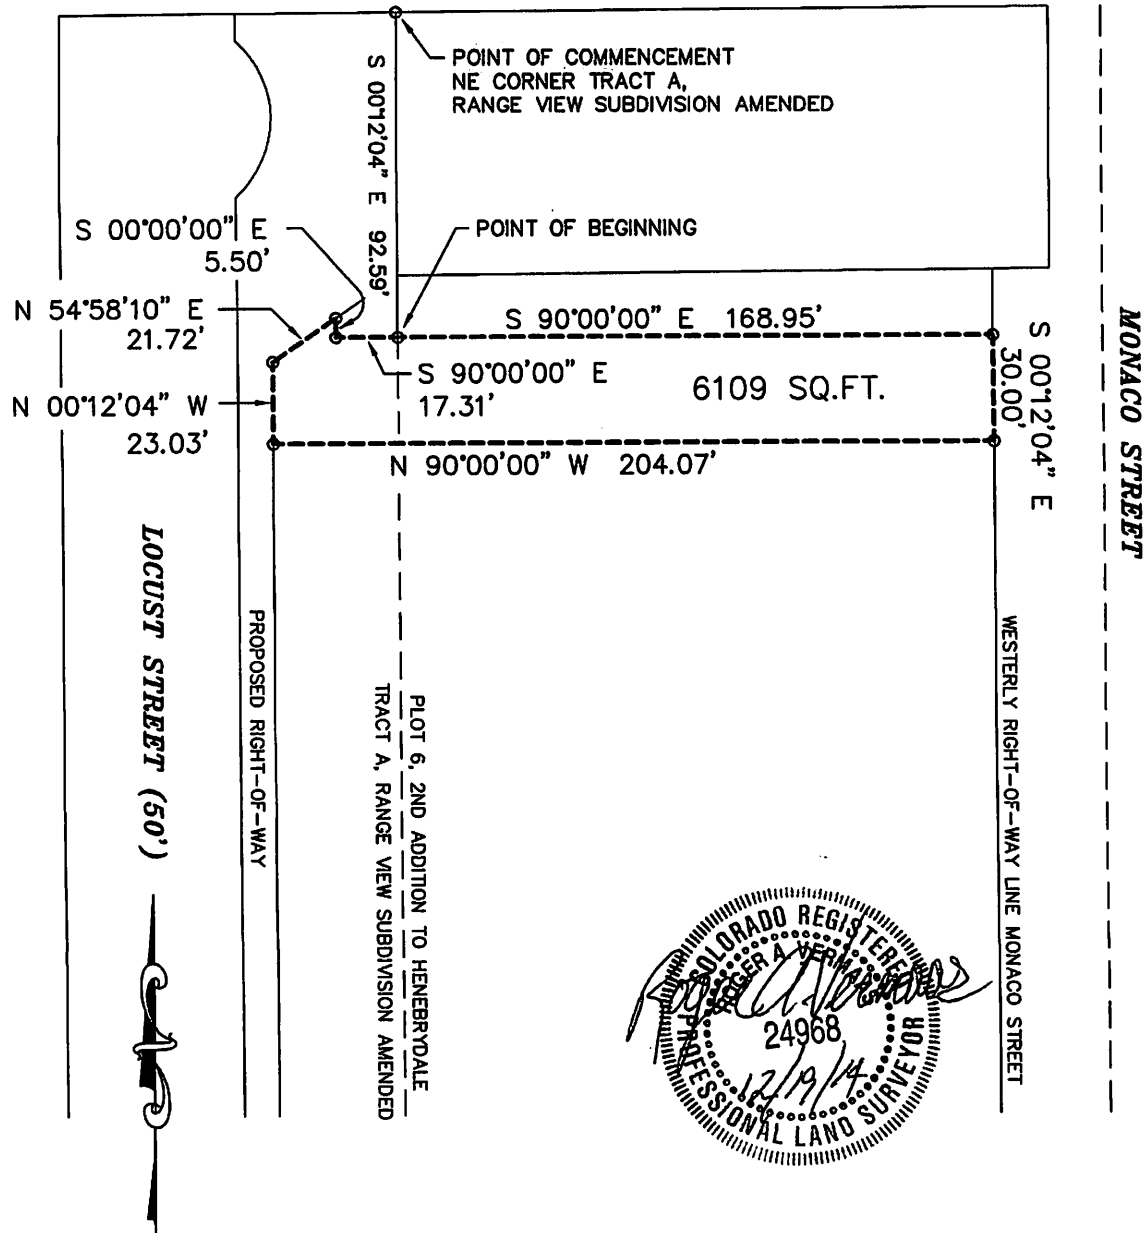 POINT OF COMMENCEMENT
NE CORNER TRACT A,
RANGE VIEW SUBDIVISION AMENDED
S 00°12'04" E 92.59'
S 00°00'00" E
5.50'
POINT OF BEGINNING
N 54°58'10" E
21.72'
S 90°00'00" E 168.95'
S 90°00'00" E
17.31'
6109 SQ.FT.
S 00°12'04" E
30.00'
N 00°12'04" W
23.03'
N 90°00'00" W 204.07'
MONACO STREET
LOCUST STREET (50')
PROPOSED RIGHT-OF-WAY
PLOT 6, 2ND ADDITION TO HENEBRYDALE
TRACT A, RANGE VIEW SUBDIVISION AMENDED
WESTERLY RIGHT-OF-WAY LINE MONACO STREET
COLORADO REGISTERED
ROGER A.
24968
12/19/14
PROFESSIONAL LAND SURVEYOR